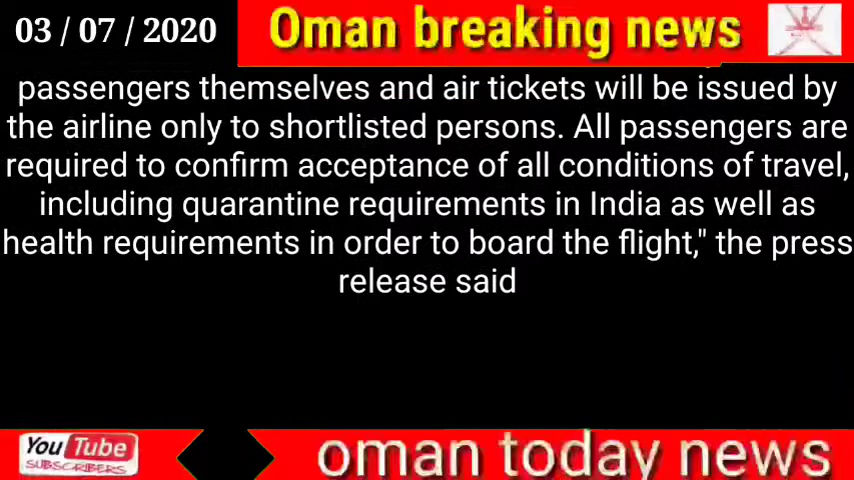 03 / 07 / 2020
Oman breaking news
passengers themselves and air tickets will be issued by
the airline only to shortlisted persons. All passengers are
required to confirm acceptance of all conditions of travel,
including quarantine requirements in India as well as
health requirements in order to board the flight," the press
release said
YouTube
SUBSCRIBERS
oman today news